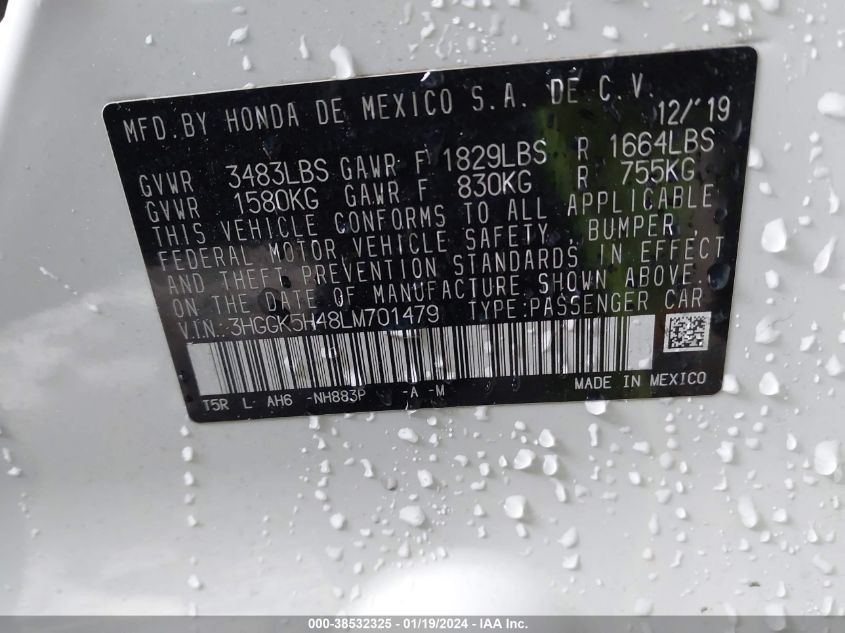 MFD.BY HONDA DE MEXICO S.A. DE C.V. 12/'19
GVWR 3483LBS GAWR F 1829LBS R 1664LBS
GVWR 1580KG GAWR F 830KG R 755KG
THIS VEHICLE CONFORMS TO ALL APPLICABLE
FEDERAL MOTOR VEHICLE SAFETY, BUMPER,
AND THEFT PREVENTION STANDARDS IN EFFECT
ON THE DATE OF MANUFACTURE SHOWN ABOVE.
V.I.N.:3HGGK5H48LM701479 TYPE:PASSENGER CAR
T5R L AH6 -NH883P -A -M MADE IN MEXICO
000-38532325 - 01/19/2024 - IAA Inc.